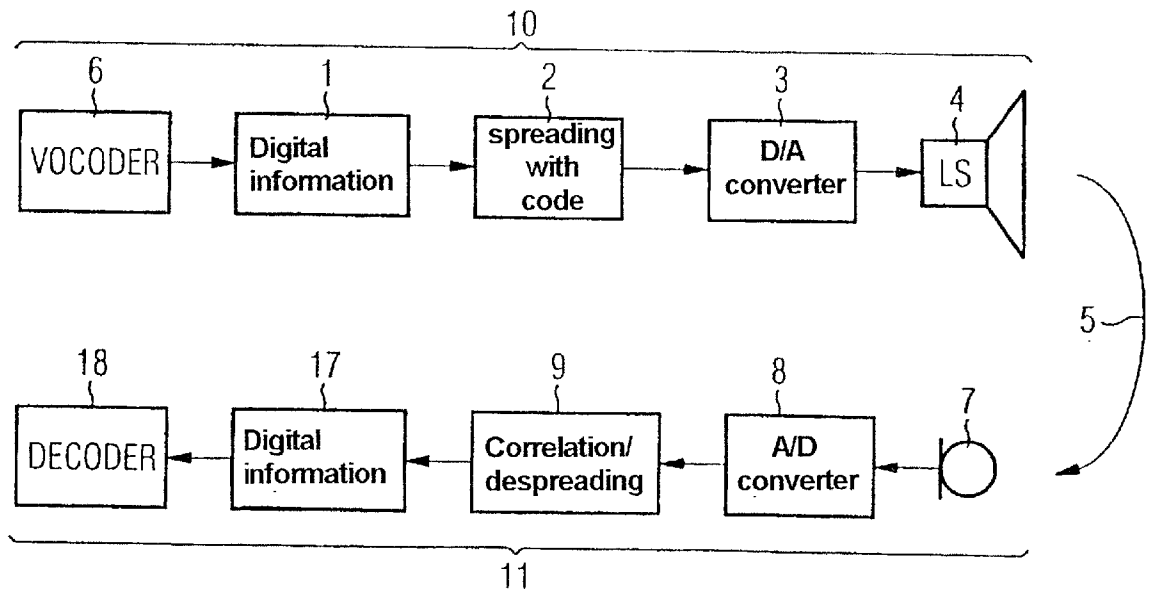 10
6
1
2
3
4
VOCODER
Digital
information
spreading
with
code
D/A
converter
LS
5
18
17
9
8
7
DECODER
Digital
information
Correlation/
despreading
A/D
converter
11